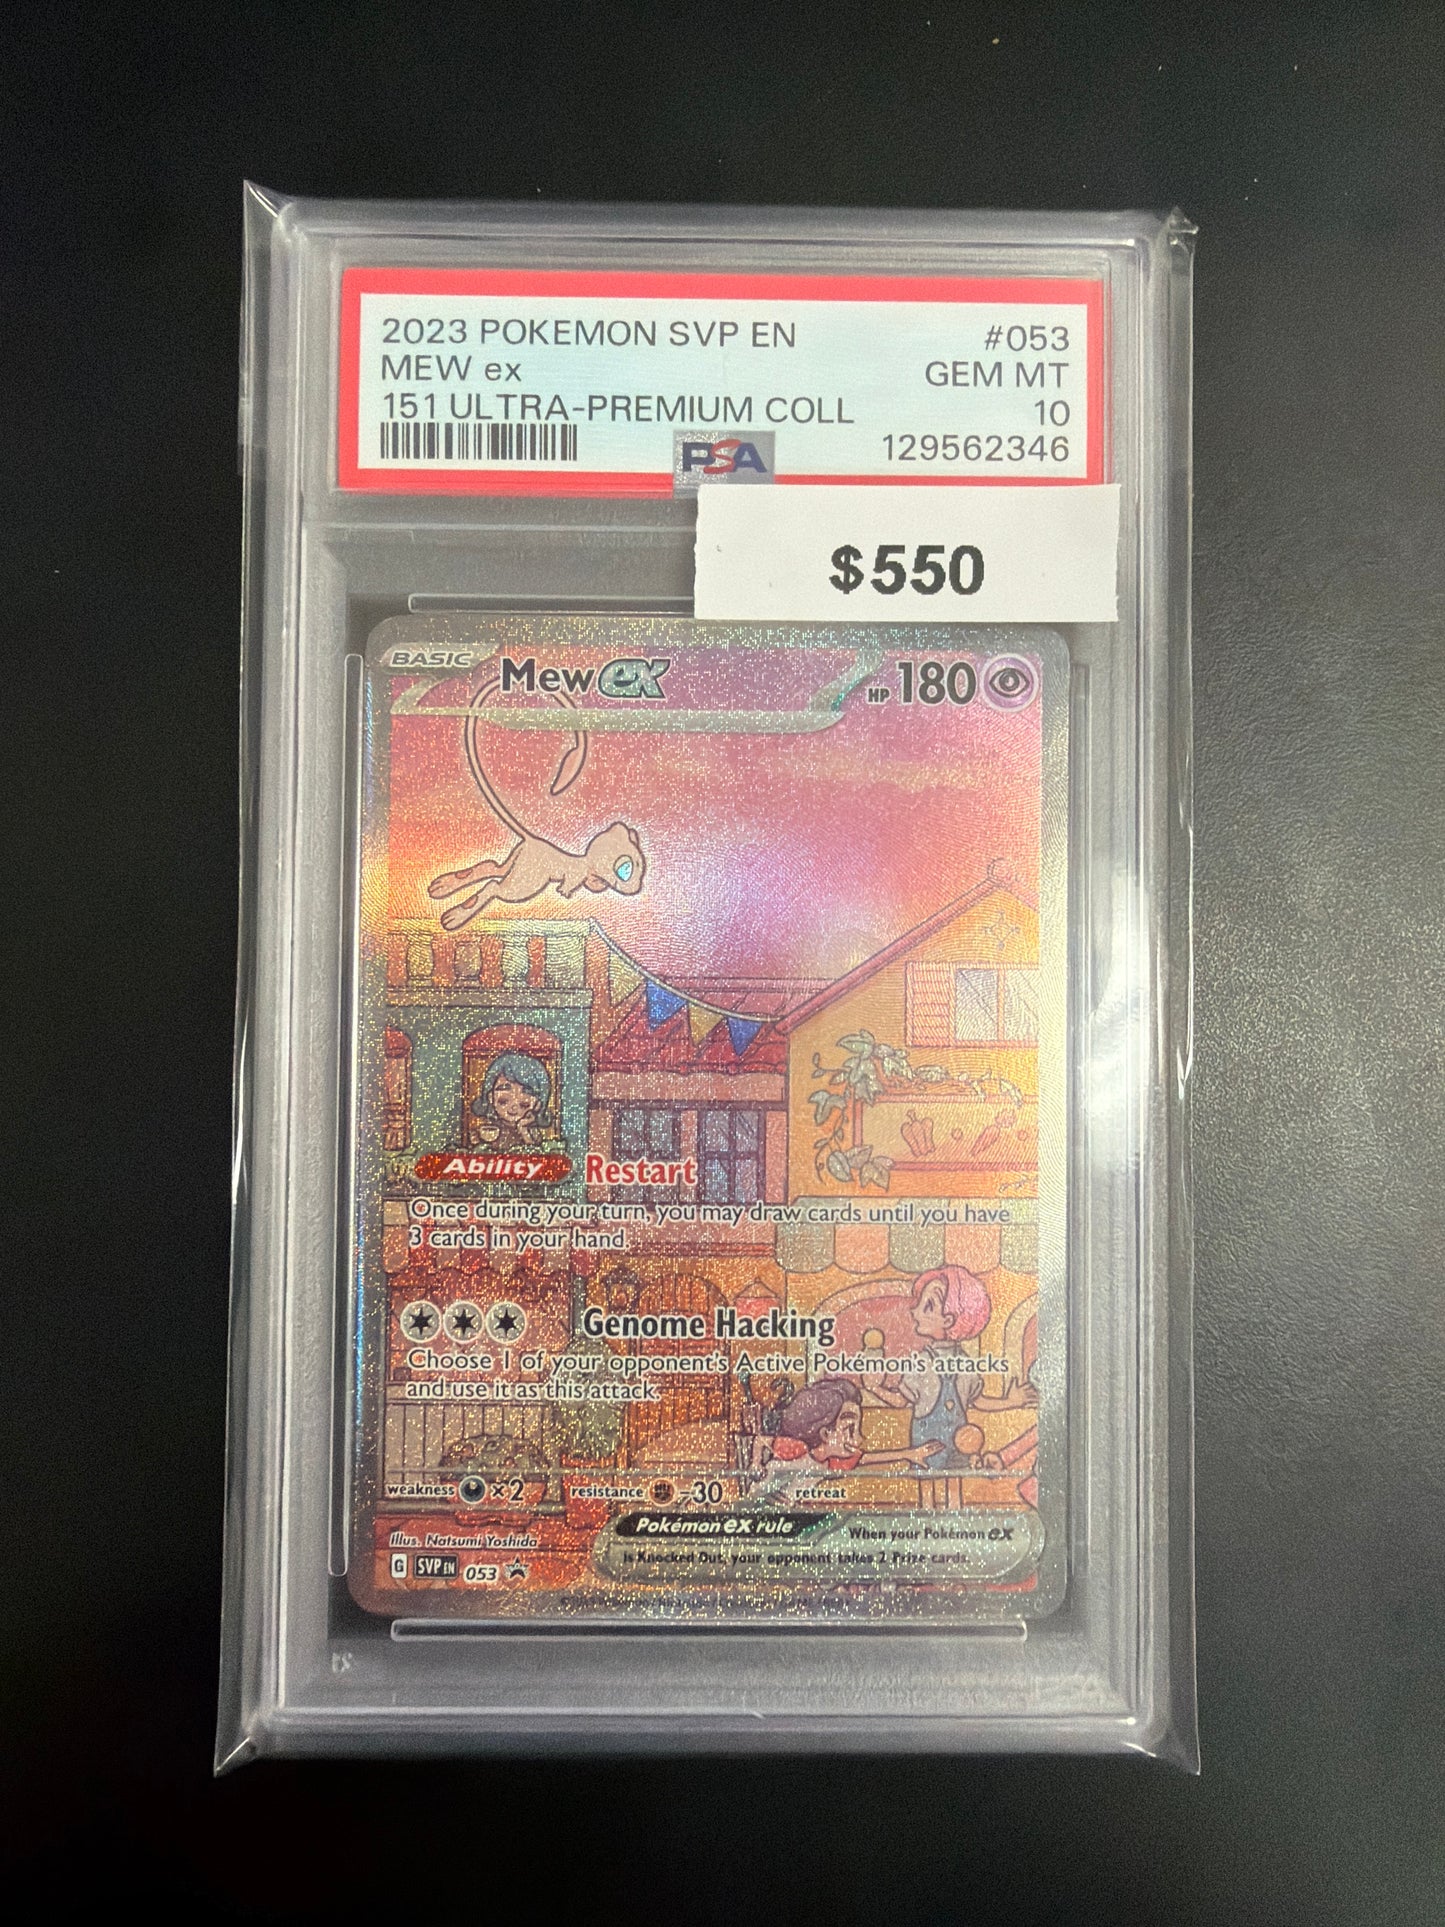 2023 POKEMON SVP EN #053
MEW ex GEM MT
151 ULTRA-PREMIUM COLL 10
PSA 129562346
$550
BASIC Mew ex HP 180
Ability Restart
Once during your turn, you may draw cards until you have
3 cards in your hand.
Genome Hacking
Choose 1 of your opponent's Active Pokémon's attacks
and use it as this attack.
weakness ×2 resistance -30 retreat
Illus. Natsumi Yoshida
Pokémon ex rule When your Pokémon ex
is Knocked Out, your opponent takes 2 Prize cards.
G SVP EN 053